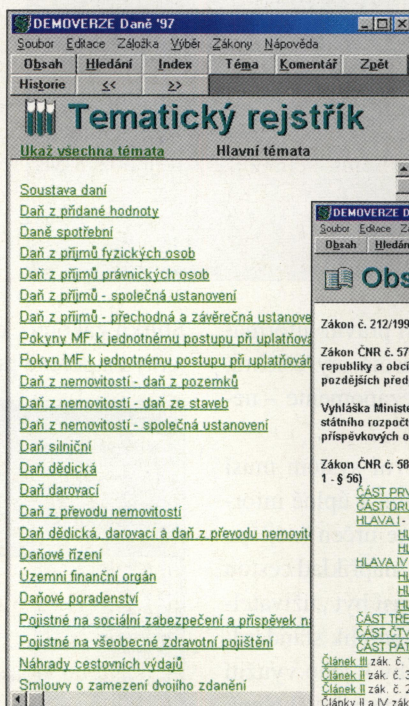 DEMOVERZE Daně '97
Soubor Editace Záložka Výběr Zákony Nápověda
Obsah Hledání Index Téma Komentář Zpět
Historie << >>
Tematický rejstřík
Ukaž všechna témata Hlavní témata
Soustava daní
Daň z přidané hodnoty
Daně spotřební
Daň z příjmů fyzických osob
Daň z příjmů právnických osob
Daň z příjmů - společná ustanovení
Daň z příjmů - přechodná a závěrečná ustanove
Pokyny MF k jednotnému postupu při uplatňová
Pokyn MF k jednotnému postupu při uplatňován
Daň z nemovitostí - daň z pozemků
Daň z nemovitostí - daň ze staveb
Daň z nemovitostí - společná ustanovení
Daň silniční
Daň dědická
Daň darovací
Daň z převodu nemovitostí
Daň dědická, darovací a daň z převodu nemovit
Daňové řízení
Územní finanční orgán
Daňové poradenství
Pojistné na sociální zabezpečení a příspěvek n
Pojistné na všeobecné zdravotní pojištění
Náhrady cestovních výdajů
Smlouvy o zamezení dvojího zdanění
DEMOVERZE D
Soubor Editace Zá
Obsah Hledán
Obs
Zákon č. 212/199
Zákon ČNR č. 57
republiky a obcí
pozdějších před
Vyhláška Ministe
státního rozpočt
příspěvkových o
Zákon ČNR č. 58
1 - § 56)
ČÁST PRV
ČÁST DRU
HLAVA I -
HL
HL
HLAVA IV
HL
HL
HL
ČÁST TŘE
ČÁST ČTV
ČÁST PÁT
Článek III zák. č.
Článek II zák. č. 3
Článek II zák. č. 2
Články II a IV zák